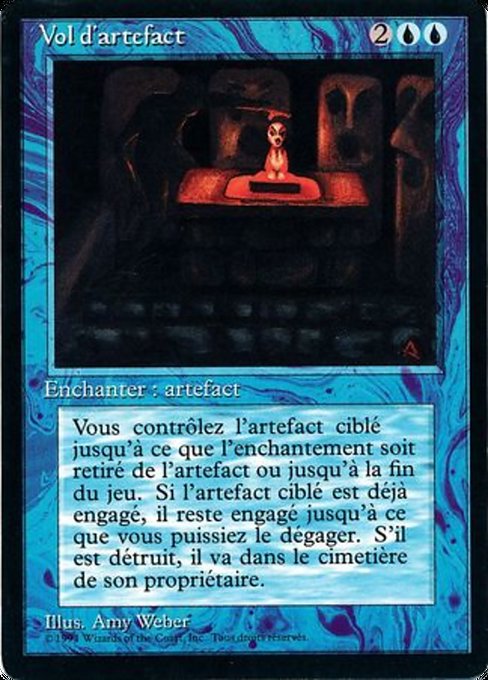 Vol d'artefact 2
Enchanter : artefact
Vous contrôlez l'artefact ciblé
jusqu'à ce que l'enchantement soit
retiré de l'artefact ou jusqu'à la fin
du jeu. Si l'artefact ciblé est déjà
engagé, il reste engagé jusqu'à ce
que vous puissiez le dégager. S'il
est détruit, il va dans le cimetière
de son propriétaire.
Illus. Amy Weber
©1994 Wizards of the Coast, Inc. Tous droits réservés.